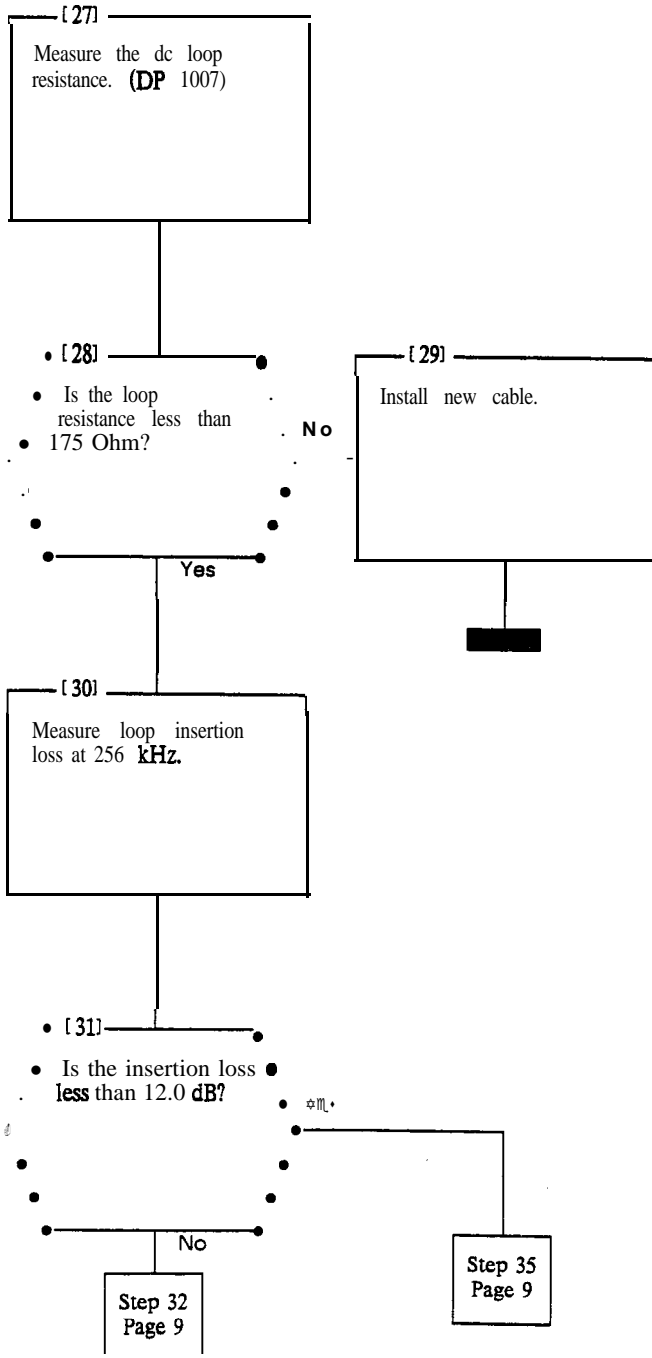 [27]
Measure the dc loop
resistance. (DP 1007)
[28]
Is the loop
resistance less than
175 Ohm?
No
Yes
[29]
Install new cable.
[30]
Measure loop insertion
loss at 256 kHz.
[31]
Is the insertion loss
less than 12.0 dB?
No
Step 32
Page 9
Step 35
Page 9